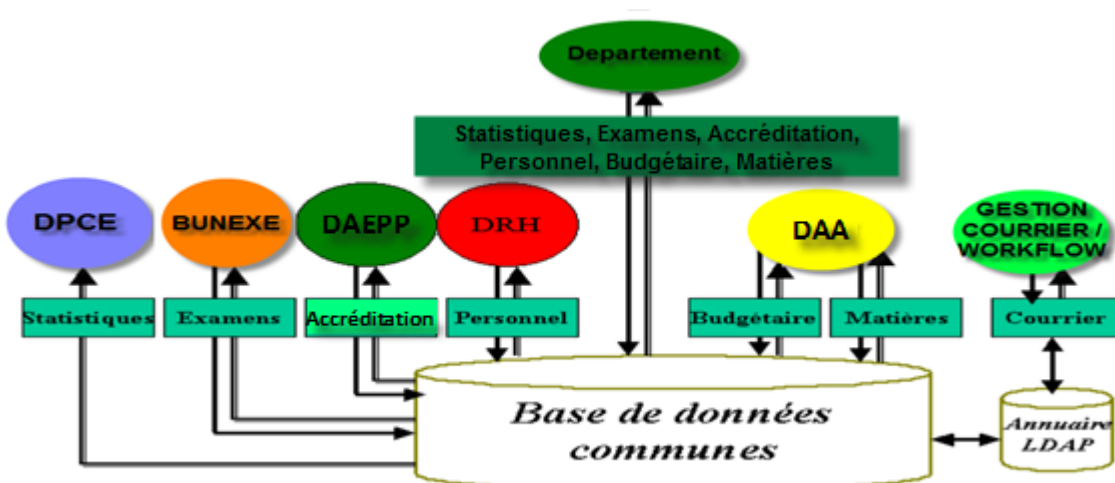 Departement
Statistiques, Examens, Accréditation,
Personnel, Budgétaire, Matières
DPCE
BUNEXE
DAEPP
DRH
DAA
GESTION
COURRIER /
WORKFLOW
Statistiques
Examens
Accréditation
Personnel
Budgétaire
Matières
Courrier
Base de données
communes
Annuaire
LDAP